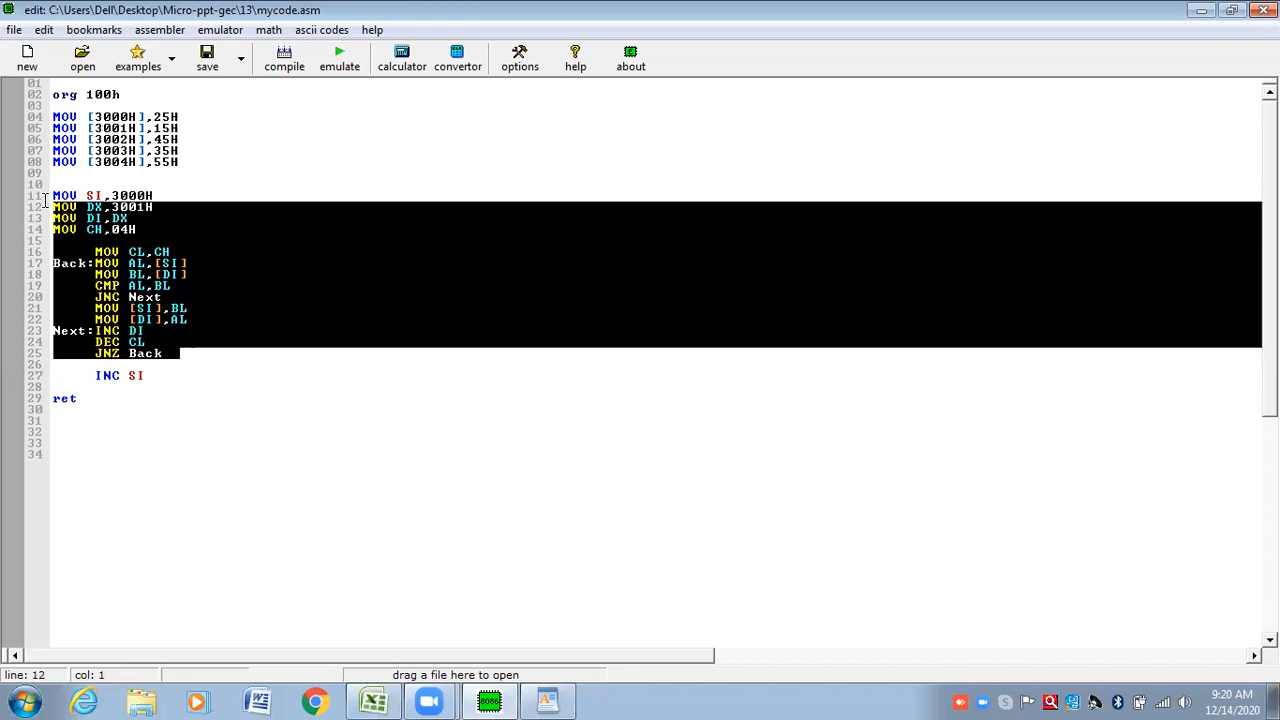 edit: C:\Users\Dell\Desktop\Micro-ppt-gec\13\mycode.asm
file edit bookmarks assembler emulator math ascii codes help
new open examples save compile emulate calculator convertor options help about
01
02 org 100h
03
04 MOV [3000H],25H
05 MOV [3001H],15H
06 MOV [3002H],45H
07 MOV [3003H],35H
08 MOV [3004H],55H
09
10
11 MOV SI,3000H
12 MOV DX,3001H
13 MOV DI,DX
14 MOV CH,04H
15
16 MOV CL,CH
17 Back:MOV AL,[SI]
18 MOV BL,[DI]
19 CMP AL,BL
20 JNC Next
21 MOV [SI],BL
22 MOV [DI],AL
23 Next:INC DI
24 DEC CL
25 JNZ Back
26
27 INC SI
28
29 ret
30
31
32
33
34
line: 12 col: 1 drag a file here to open
8086
9:20 AM
12/14/2020